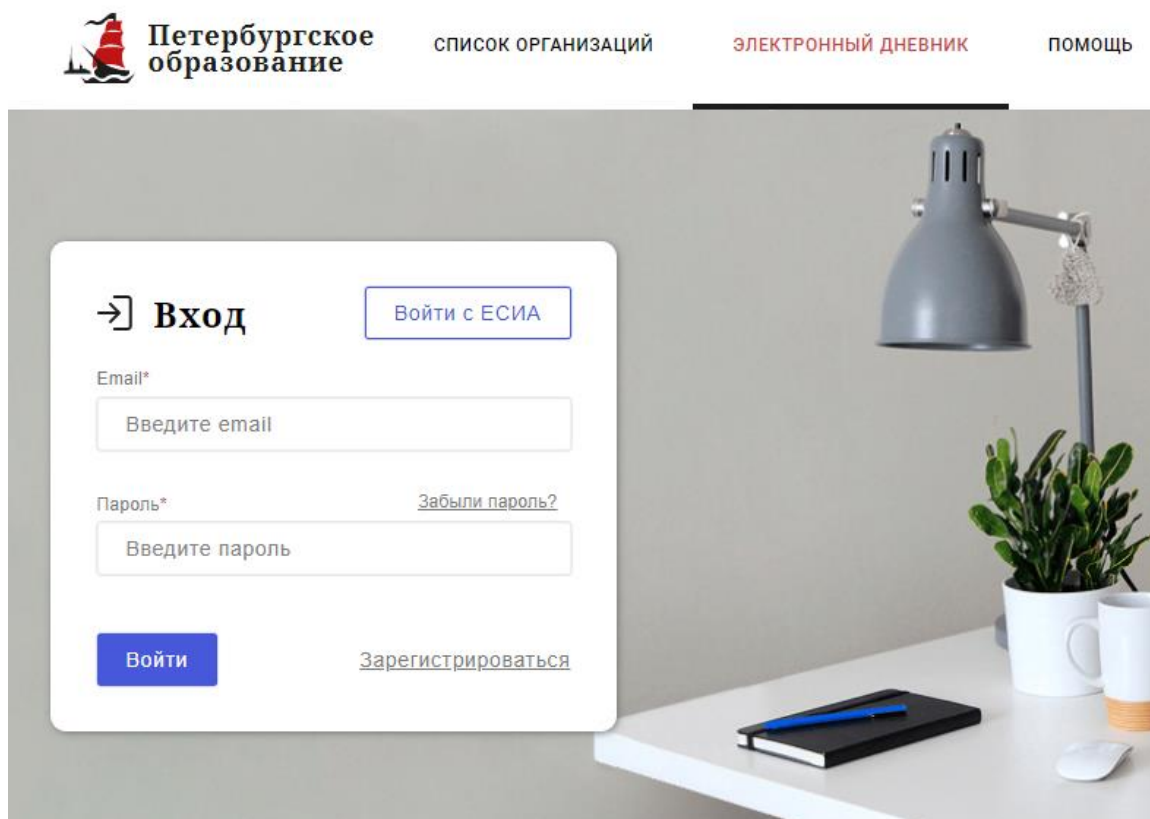 Петербургское
образование
СПИСОК ОРГАНИЗАЦИЙ
ЭЛЕКТРОННЫЙ ДНЕВНИК
ПОМОЩЬ
Вход
Войти с ЕСИА
Email*
Введите email
Пароль*
Забыли пароль?
Введите пароль
Войти
Зарегистрироваться